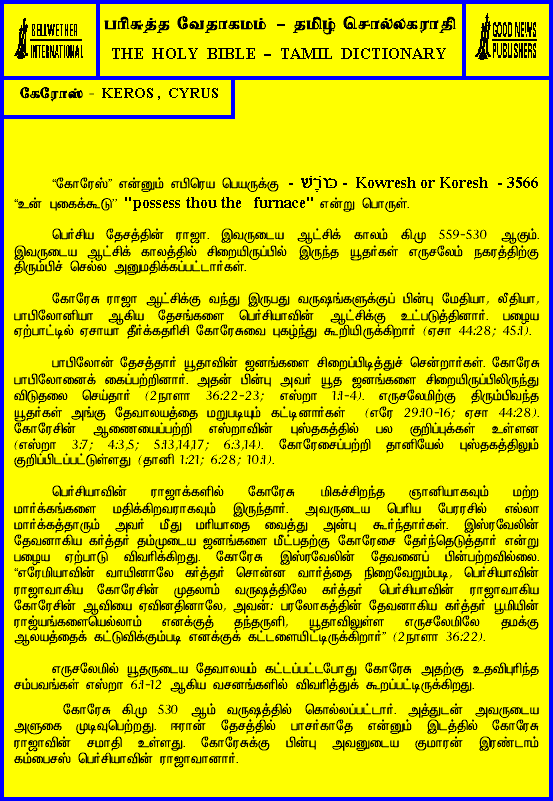 BELLWETHER
INTERNATIONAL
பரிசுத்த வேதாகமம் – தமிழ் சொல்லகராதி
THE HOLY BIBLE – TAMIL DICTIONARY
GOOD NEWS
PUBLISHERS
கேரோஸ் - KEROS , CYRUS
“கோரேஸ்” என்னும் எபிரெய பெயருக்கு - כּוֹרֶשׁ - Kowresh or Koresh - 3566
“உன் புகைக்கூடு” "possess thou the furnace" என்று பொருள்.
பெர்சிய தேசத்தின் ராஜா. இவருடைய ஆட்சிக் காலம் கி.மு 559-530 ஆகும்.
இவருடைய ஆட்சிக் காலத்தில் சிறையிருப்பில் இருந்த யூதர்கள் எருசலேம் நகரத்திற்கு
திரும்பிச் செல்ல அனுமதிக்கப்பட்டார்கள்.
கோரேசு ராஜா ஆட்சிக்கு வந்து இருபது வருஷங்களுக்குப் பின்பு மேதியா, லீதியா,
பாபிலோனியா ஆகிய தேசங்களை பெர்சியாவின் ஆட்சிக்கு உட்படுத்தினார். பழைய
ஏற்பாட்டில் ஏசாயா தீர்க்கதரிசி கோரேசுவை புகழ்ந்து கூறியிருக்கிறார் (ஏசா 44:28; 45:1).
பாபிலோன் தேசத்தார் யூதாவின் ஜனங்களை சிறைப்பிடித்துச் சென்றார்கள். கோரேசு
பாபிலோனைக் கைப்பற்றினார். அதன் பின்பு அவர் யூத ஜனங்களை சிறையிருப்பிலிருந்து
விடுதலை செய்தார் (2நாளா 36:22-23; எஸ்றா 1:1-4). எருசலேமிற்கு திரும்பிவந்த
யூதர்கள் அங்கு தேவாலயத்தை மறுபடியும் கட்டினார்கள் (எரே 29:10-16; ஏசா 44:28).
கோரேசின் ஆணையைப்பற்றி எஸ்றாவின் புஸ்தகத்தில் பல குறிப்புக்கள் உள்ளன
(எஸ்றா 3:7; 4:3,5; 5:13,14,17; 6:3,14). கோரேசைப்பற்றி தானியேல் புஸ்தகத்திலும்
குறிப்பிடப்பட்டுள்ளது (தானி 1:21; 6:28; 10:1).
பெர்சியாவின் ராஜாக்களில் கோரேசு மிகச்சிறந்த ஞானியாகவும் மற்ற
மார்க்கங்களை மதிக்கிறவராகவும் இருந்தார். அவருடைய பெரிய பேரரசில் எல்லா
மார்க்கத்தாரும் அவர் மீது மரியாதை வைத்து அன்பு கூர்ந்தார்கள். இஸ்ரவேலின்
தேவனாகிய கர்த்தர் தம்முடைய ஜனங்களை மீட்பதற்கு கோரேசை தேர்ந்தெடுத்தார் என்று
பழைய ஏற்பாடு விவரிக்கிறது. கோரேசு இஸ்ரவேலின் தேவனைப் பின்பற்றவில்லை.
“எரேமியாவின் வாயினாலே கர்த்தர் சொன்ன வார்த்தை நிறைவேறும்படி, பெர்சியாவின்
ராஜாவாகிய கோரேசின் முதலாம் வருஷத்திலே கர்த்தர் பெர்சியாவின் ராஜாவாகிய
கோரேசின் ஆவியை ஏவினதினாலே, அவன்: பரலோகத்தின் தேவனாகிய கர்த்தர் பூமியின்
ராஜ்யங்களையெல்லாம் எனக்குத் தந்தருளி, யூதாவிலுள்ள எருசலேமிலே தமக்கு
ஆலயத்தைக் கட்டுவிக்கும்படி எனக்குக் கட்டளையிட்டிருக்கிறார்” (2நாளா 36:22).
எருசலேமில் யூதருடைய தேவாலயம் கட்டப்பட்டபோது கோரேசு அதற்கு உதவிபுரிந்த
சம்பவங்கள் எஸ்றா 6:1-12 ஆகிய வசனங்களில் விவரித்துக் கூறப்பட்டிருக்கிறது.
கோரேசு கி.மு 530 ஆம் வருஷத்தில் கொல்லப்பட்டார். அத்துடன் அவருடைய
அளுகை முடிவுபெற்றது. ஈரான் தேசத்தில் பாசர்காதே என்னும் இடத்தில் கோரேசு
ராஜாவின் சமாதி உள்ளது. கோரேசுக்கு பின்பு அவனுடைய குமாரன் இரண்டாம்
கம்பைசஸ் பெர்சியாவின் ராஜாவானார்.